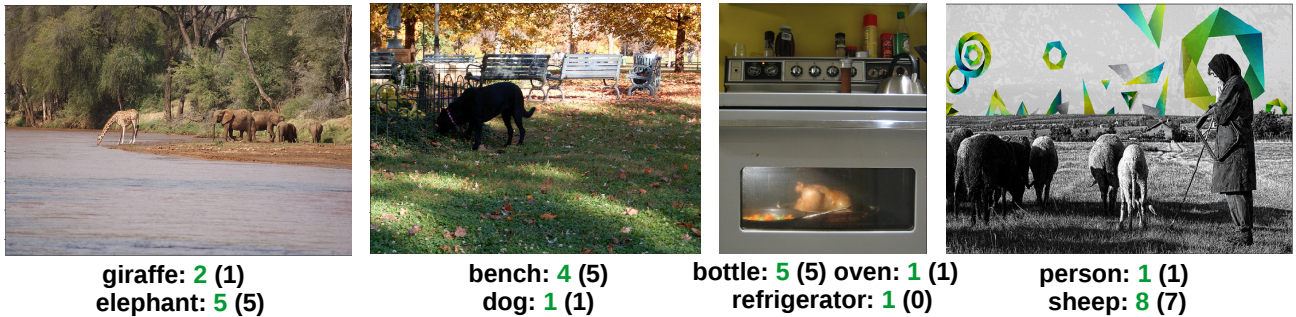 giraffe: 2 (1)
elephant: 5 (5)
bench: 4 (5)
dog: 1 (1)
bottle: 5 (5) oven: 1 (1)
refrigerator: 1 (0)
person: 1 (1)
sheep: 8 (7)